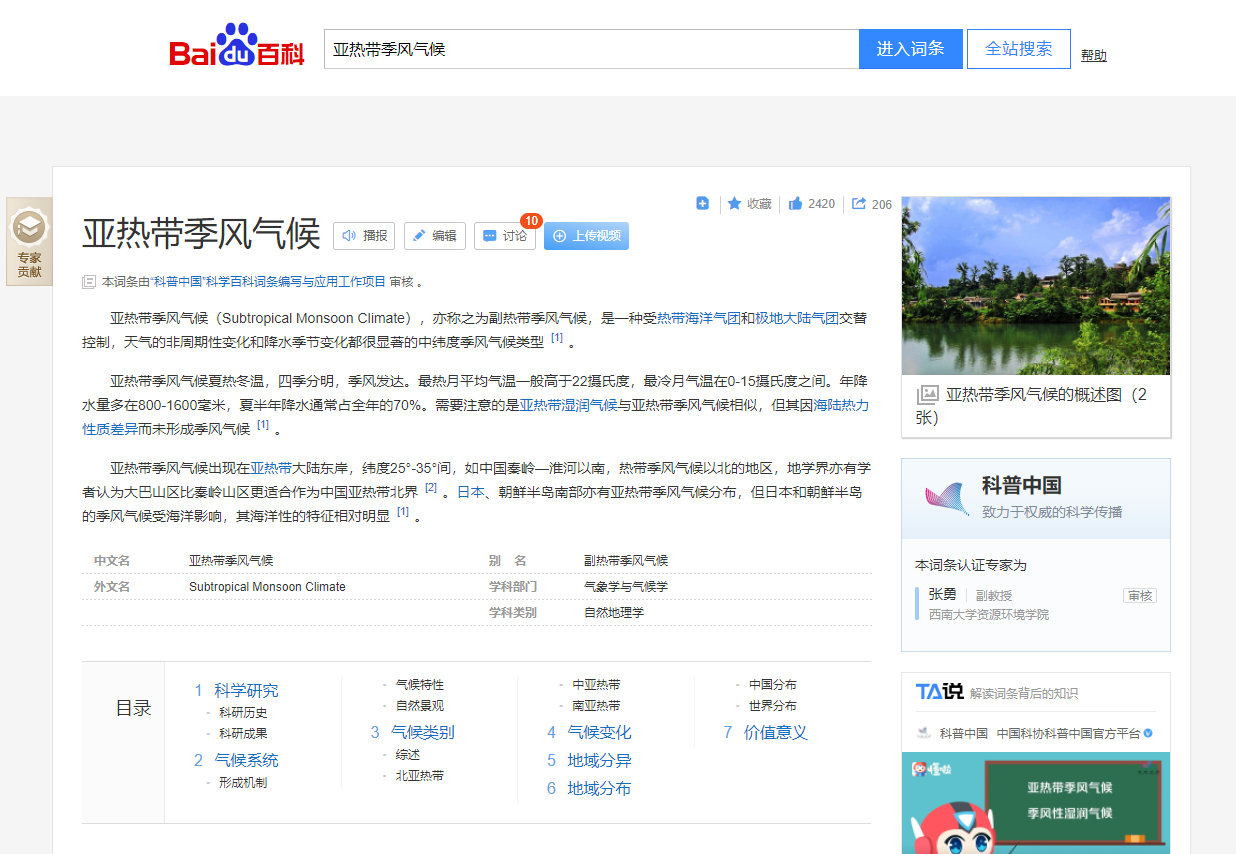 Bai du 百科
亚热带季风气候
进入词条
全站搜索
帮助
专家
贡献
收藏 2420 206
亚热带季风气候
播报 编辑 讨论 10 上传视频
本词条由“科普中国”科学百科词条编写与应用工作项目 审核 。
亚热带季风气候（Subtropical Monsoon Climate），亦称之为副热带季风气候，是一种受热带海洋气团和极地大陆气团交替
控制，天气的非周期性变化和降水季节变化都很显著的中纬度季风气候类型 [1] 。
亚热带季风气候夏热冬温，四季分明，季风发达。最热月平均气温一般高于22摄氏度，最冷月气温在0-15摄氏度之间。年降
水量多在800-1600毫米，夏半年降水通常占全年的70%。需要注意的是亚热带湿润气候与亚热带季风气候相似，但其因海陆热力
性质差异而未形成季风气候 [1] 。
亚热带季风气候出现在亚热带大陆东岸，纬度25°-35°间，如中国秦岭—淮河以南，热带季风气候以北的地区，地学界亦有学
者认为大巴山区比秦岭山区更适合作为中国亚热带北界 [2] 。日本、朝鲜半岛南部亦有亚热带季风气候分布，但日本和朝鲜半岛
的季风气候受海洋影响，其海洋性的特征相对明显 [1] 。
中文名 亚热带季风气候 别 名 副热带季风气候
外文名 Subtropical Monsoon Climate 学科部门 气象学与气候学
学科类别 自然地理学
目录
1 科学研究
- 科研历史
- 科研成果
2 气候系统
- 形成机制
- 气候特性
- 自然景观
3 气候类别
- 综述
- 北亚热带
- 中亚热带
- 南亚热带
4 气候变化
5 地域分异
6 地域分布
- 中国分布
- 世界分布
7 价值意义
亚热带季风气候的概述图（2
张）
科普中国
致力于权威的科学传播
本词条认证专家为
张勇 副教授 审核
西南大学资源环境学院
TA说 解读词条背后的知识
科普中国 中国科协科普中国官方平台
懂啦
亚热带季风气候
季风性湿润气候